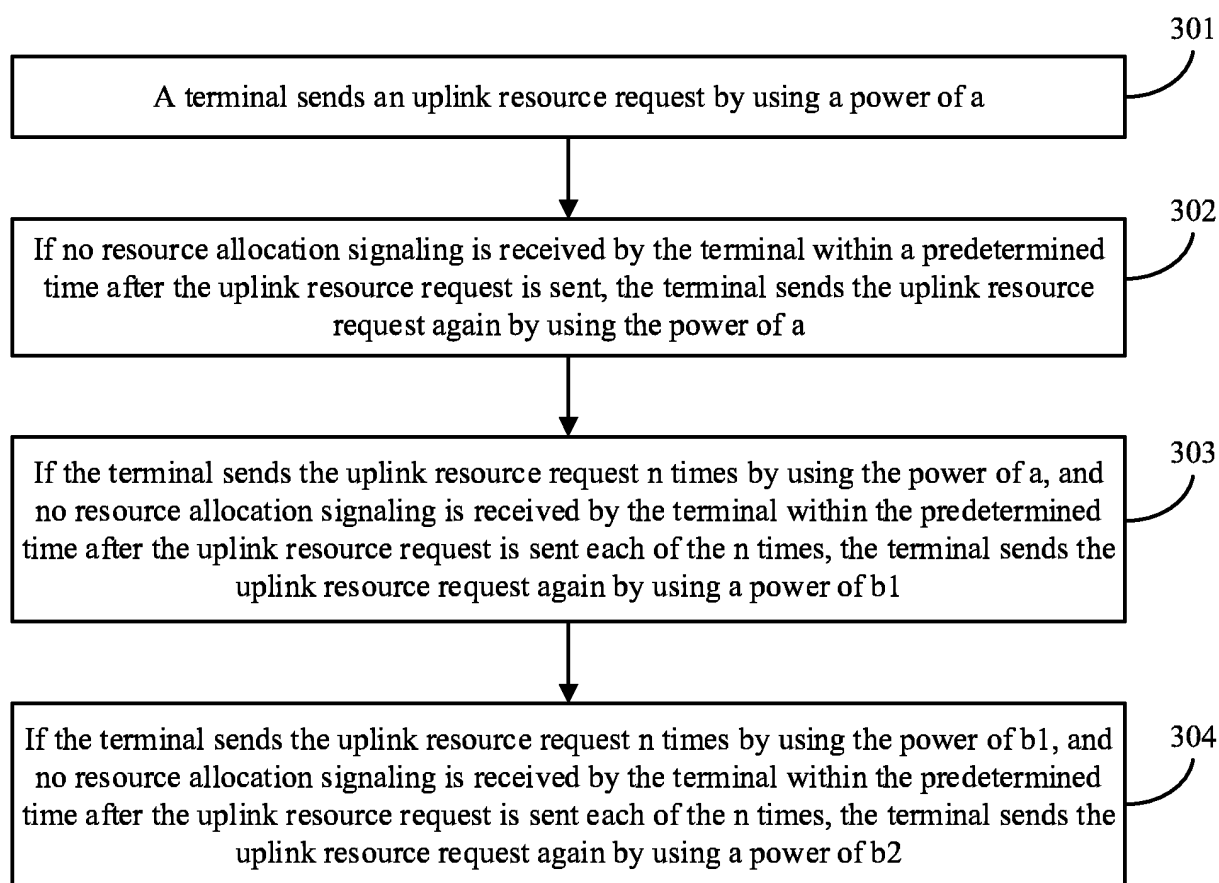 301
A terminal sends an uplink resource request by using a power of a
302
If no resource allocation signaling is received by the terminal within a predetermined
time after the uplink resource request is sent, the terminal sends the uplink resource
request again by using the power of a
303
If the terminal sends the uplink resource request n times by using the power of a, and
no resource allocation signaling is received by the terminal within the predetermined
time after the uplink resource request is sent each of the n times, the terminal sends the
uplink resource request again by using a power of b1
304
If the terminal sends the uplink resource request n times by using the power of b1, and
no resource allocation signaling is received by the terminal within the predetermined
time after the uplink resource request is sent each of the n times, the terminal sends the
uplink resource request again by using a power of b2